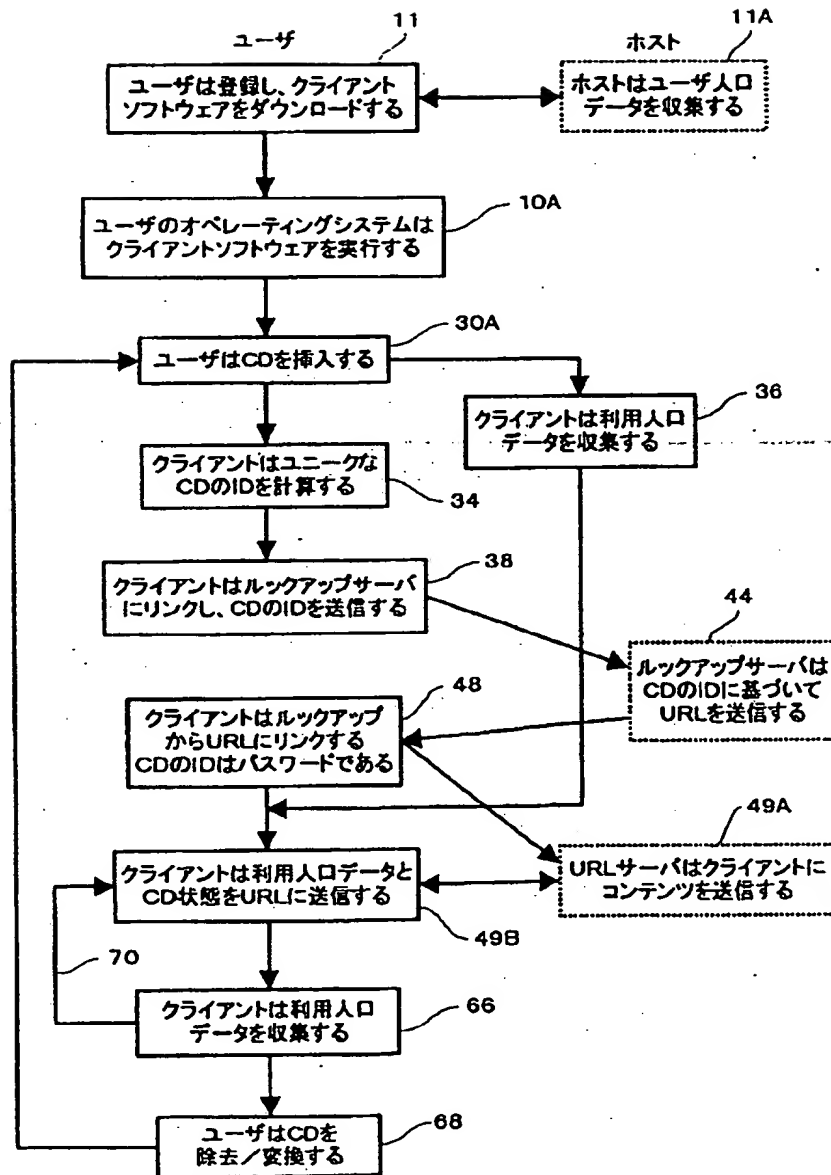 ユーザ
11
ホスト
11A
ユーザは登録し、クライアント
ソフトウェアをダウンロードする
ホストはユーザ人口
データを収集する
10A
ユーザのオペレーティングシステムは
クライアントソフトウェアを実行する
30A
ユーザはCDを挿入する
36
クライアントは利用人口
データを収集する
クライアントはユニークな
CDのIDを計算する
34
38
クライアントはルックアップサーバ
にリンクし、CDのIDを送信する
44
ルックアップサーバは
CDのIDに基づいて
URLを送信する
48
クライアントはルックアップ
からURLにリンクする
CDのIDはパスワードである
49A
クライアントは利用人口データと
CD状態をURLに送信する
URLサーバはクライアントに
コンテンツを送信する
49B
70
クライアントは利用人口
データを収集する
66
ユーザはCDを
除去/変換する
68